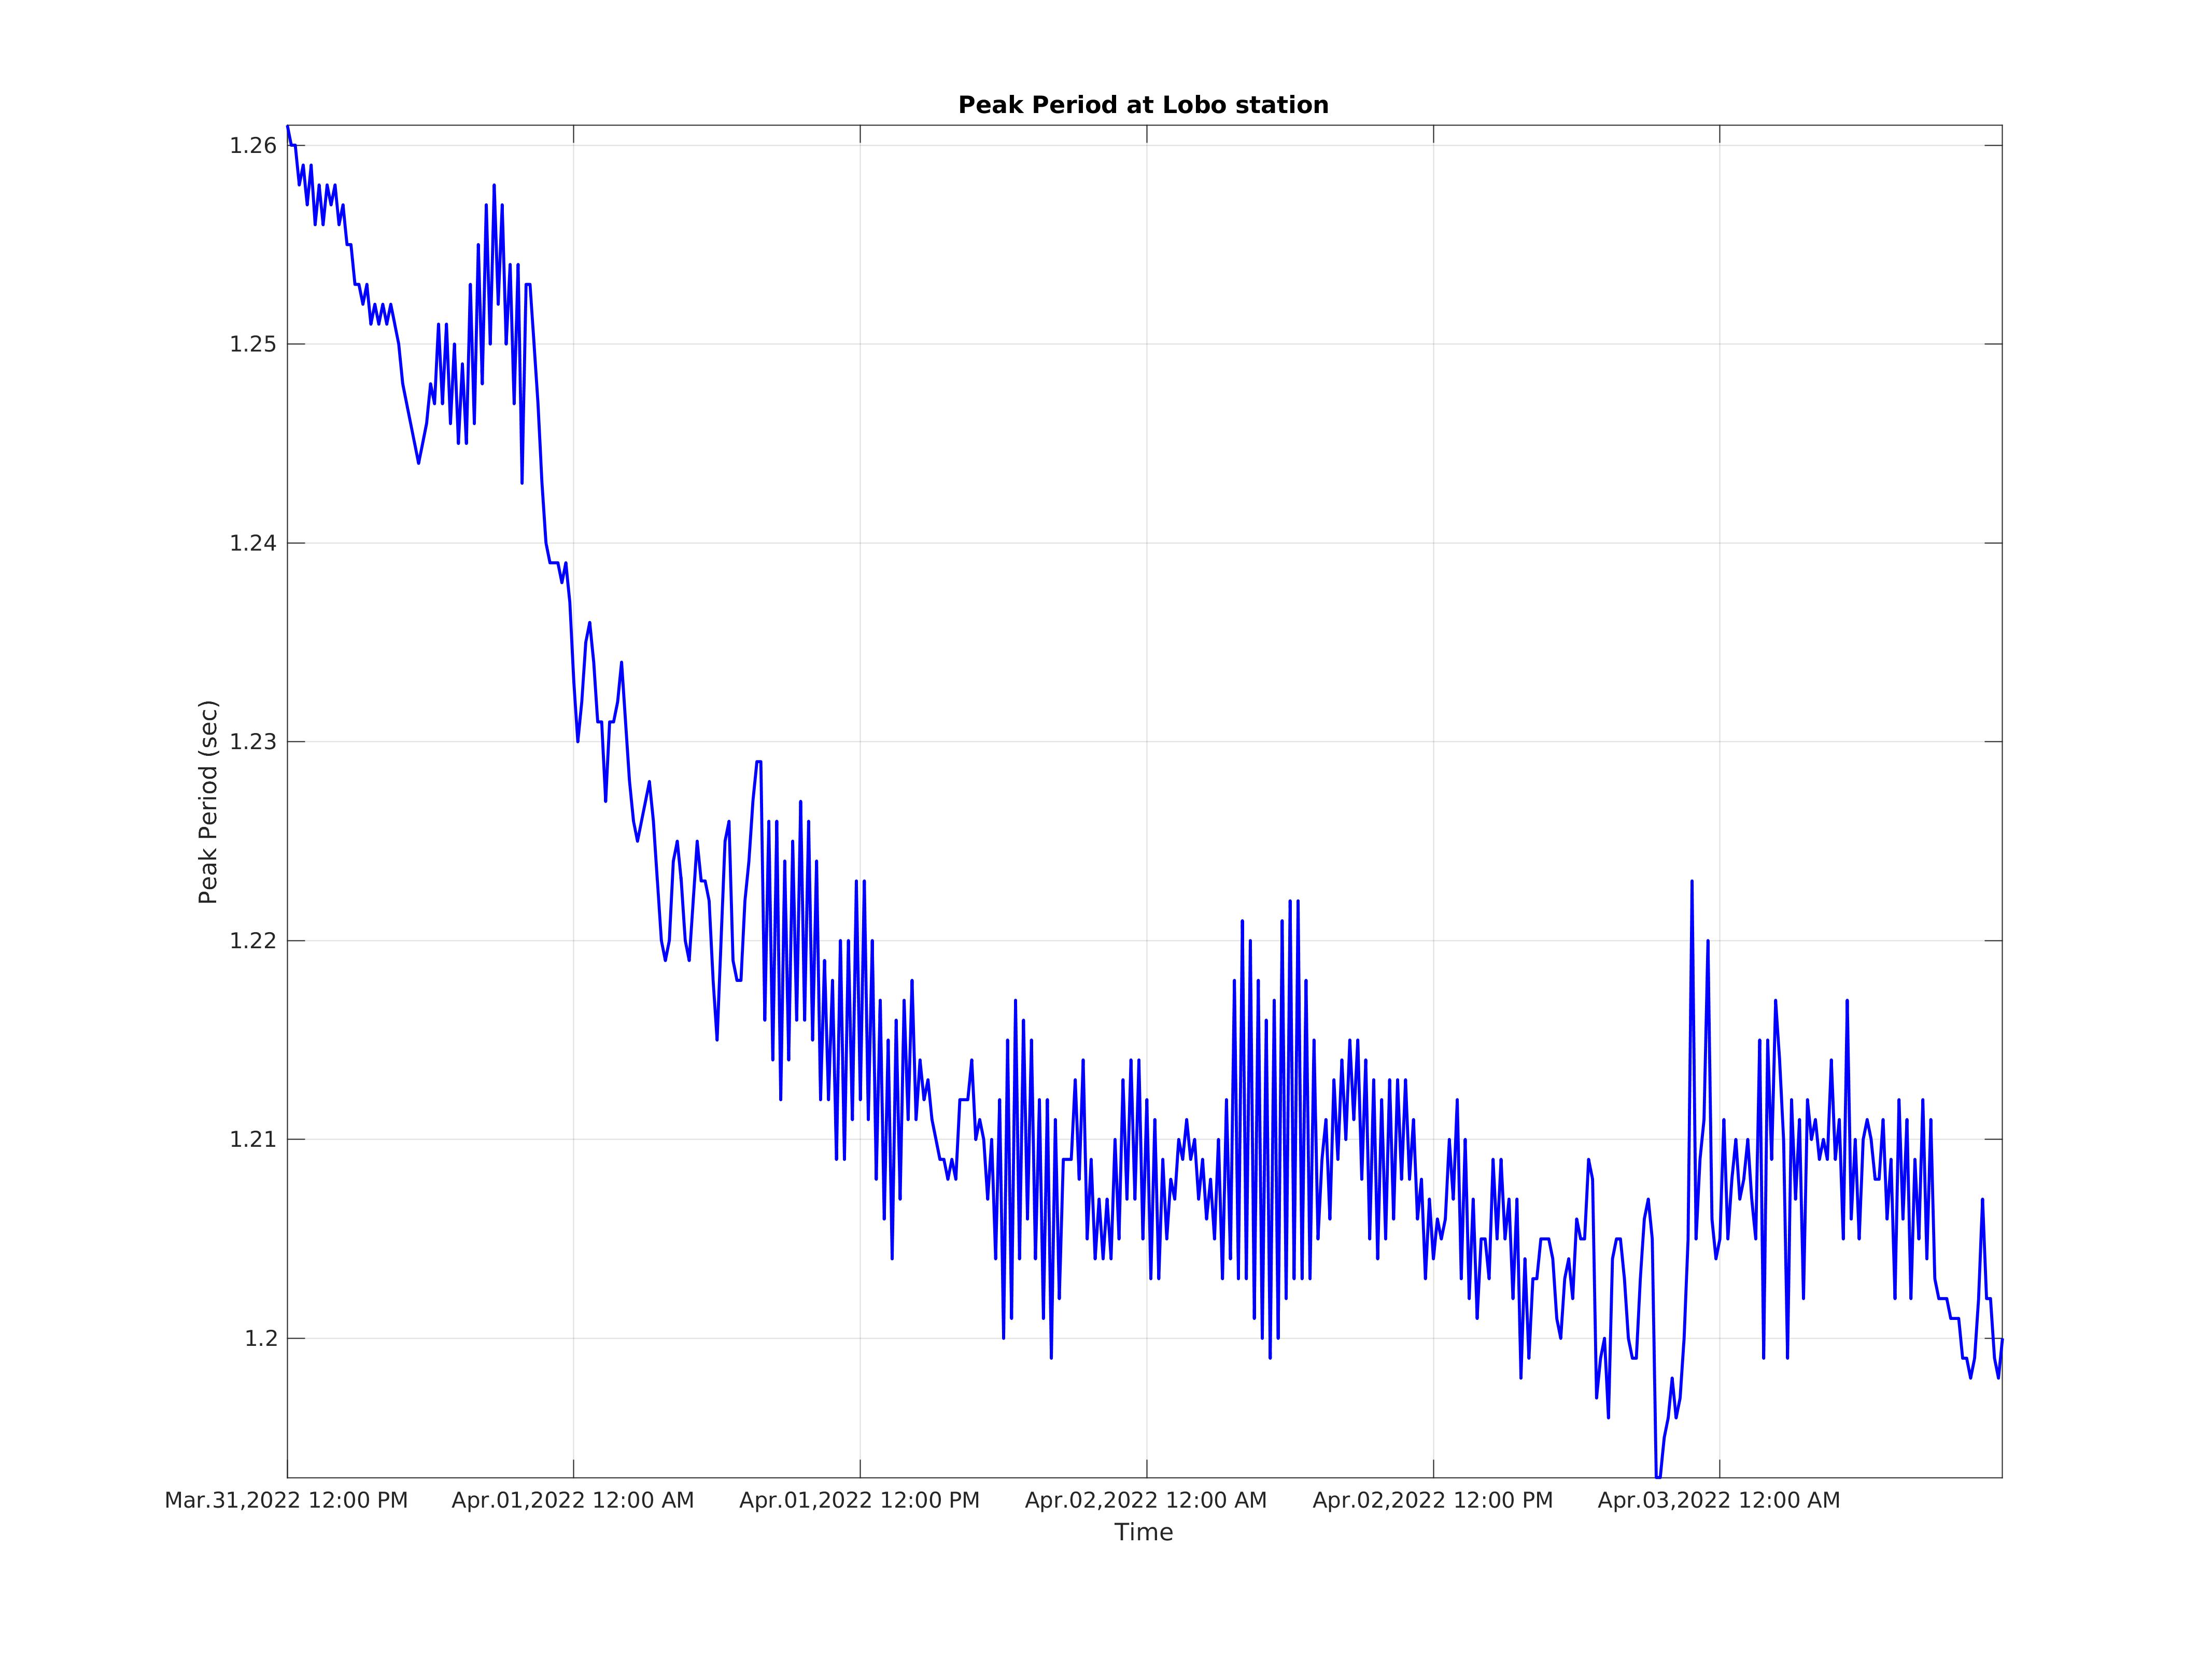 Peak Period at Lobo station
1.26
1.25
1.24
1.23
1.22
1.21
1.2
Peak Period (sec)
Mar.31,2022 12:00 PM
Apr.01,2022 12:00 AM
Apr.01,2022 12:00 PM
Apr.02,2022 12:00 AM
Apr.02,2022 12:00 PM
Apr.03,2022 12:00 AM
Time